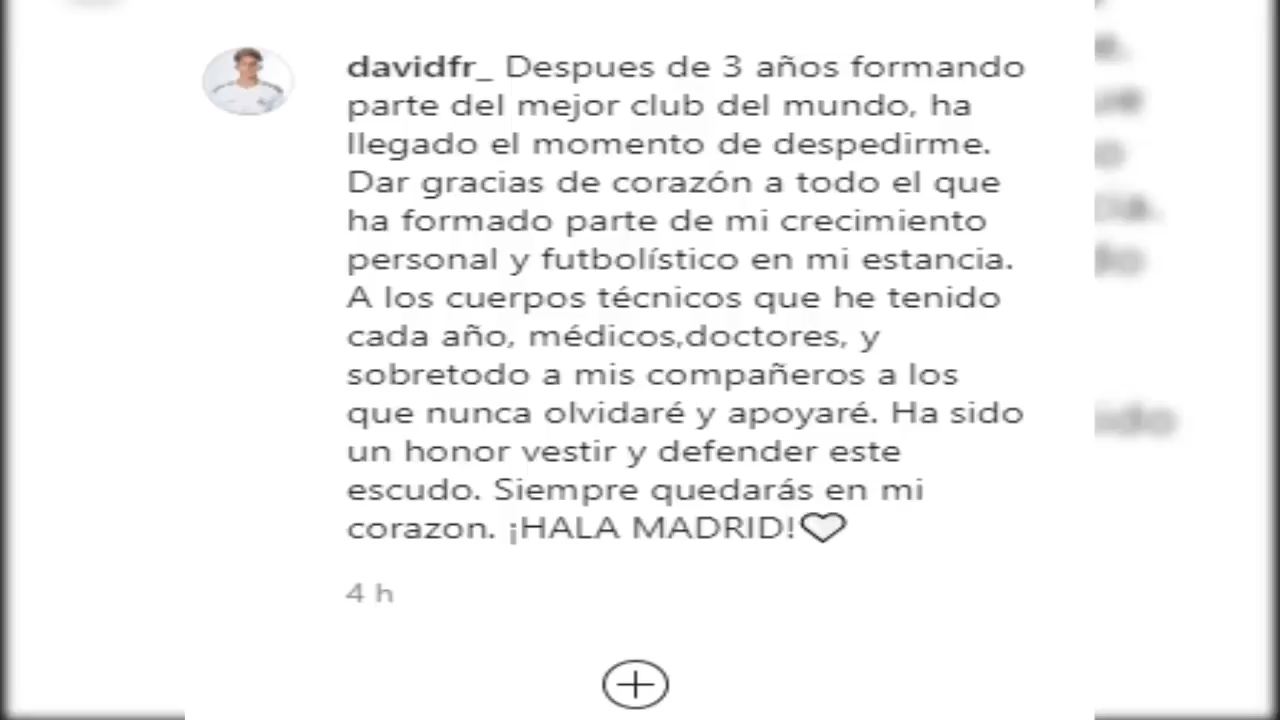 davidfr_ Despues de 3 años formando
parte del mejor club del mundo, ha
llegado el momento de despedirme.
Dar gracias de corazón a todo el que
ha formado parte de mi crecimiento
personal y futbolístico en mi estancia.
A los cuerpos técnicos que he tenido
cada año, médicos,doctores, y
sobretodo a mis compañeros a los
que nunca olvidaré y apoyaré. Ha sido
un honor vestir y defender este
escudo. Siempre quedarás en mi
corazon. ¡HALA MADRID!🤍
4 h